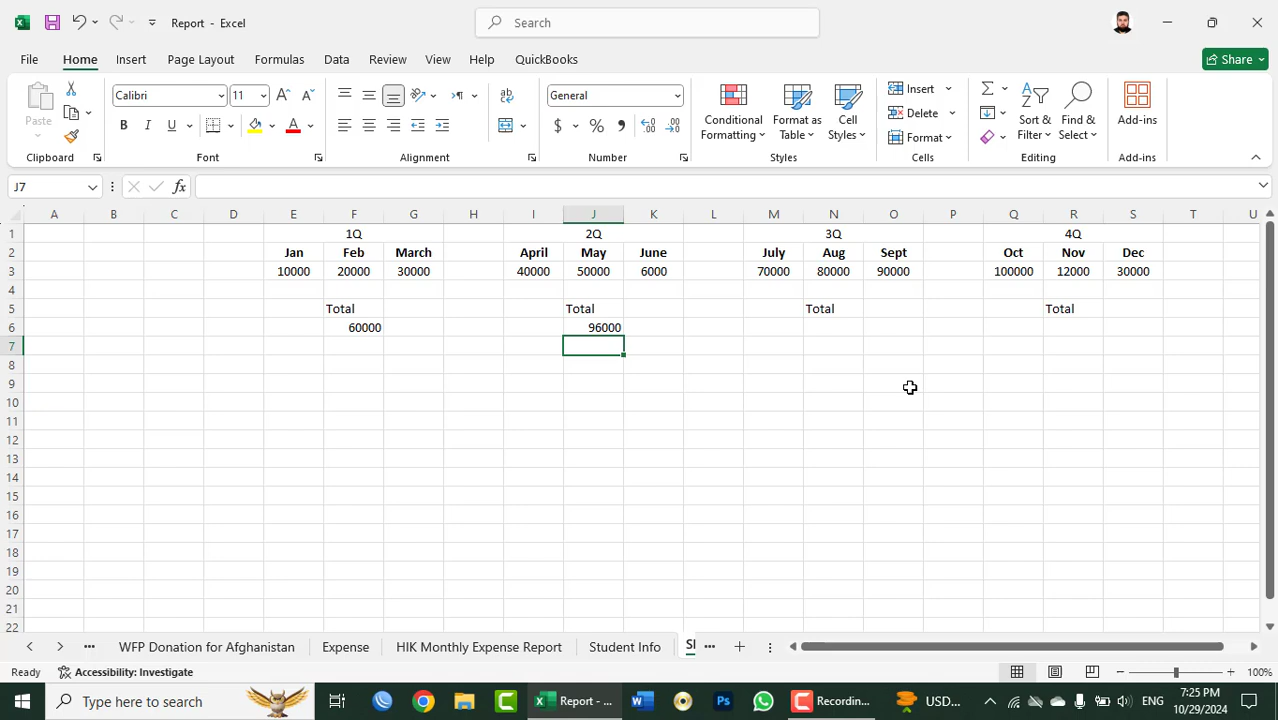 Report - Excel
Search
File Home Insert Page Layout Formulas Data Review View Help QuickBooks Share
Paste
Calibri 11
General
Conditional Formatting
Format as Table
Cell Styles
Insert
Delete
Format
Sort & Filter
Find & Select
Add-ins
Clipboard Font Alignment Number Styles Cells Editing Add-ins
J7 fx
A B C D E F G H I J K L M N O P Q R S T U
1 1Q 2Q 3Q 4Q
2 Jan Feb March April May June July Aug Sept Oct Nov Dec
3 10000 20000 30000 40000 50000 6000 70000 80000 90000 100000 12000 30000
4
5 Total Total Total Total
6 60000 96000
7
8
9
10
11
12
13
14
15
16
17
18
19
20
21
22
WFP Donation for Afghanistan Expense HIK Monthly Expense Report Student Info
Ready Accessibility: Investigate 100%
Type here to search Report - ... Recordin... USD... ENG 7:25 PM
10/29/2024